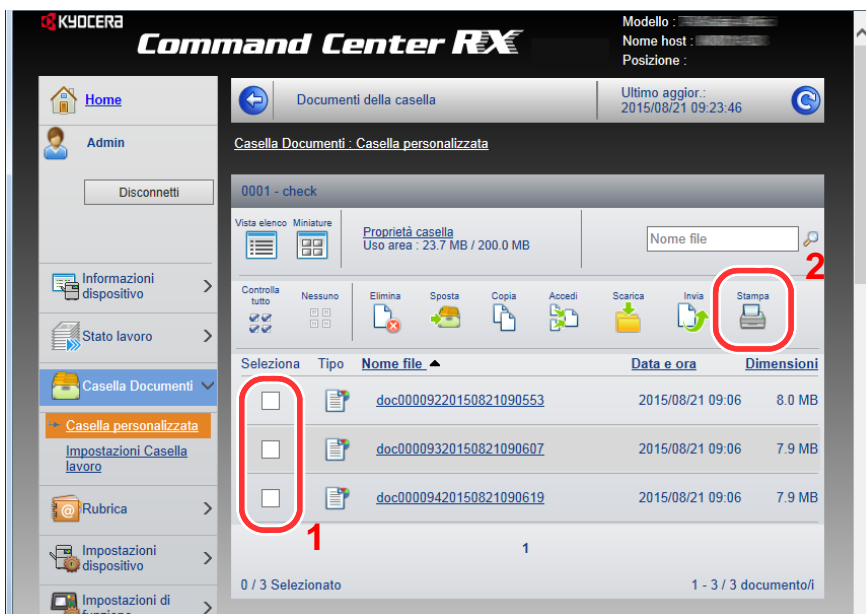 KYOCERA
Command Center RX
Modello :
Nome host :
Posizione :
Home
Admin
Disconnetti
Documenti della casella
Ultimo aggior.:
2015/08/21 09:23:46
Casella Documenti : Casella personalizzata
0001 - check
Vista elenco Miniature
Proprietà casella
Uso area : 23.7 MB / 200.0 MB
Nome file
2
Informazioni
dispositivo
Stato lavoro
Casella Documenti
Casella personalizzata
Impostazioni Casella
lavoro
Rubrica
Impostazioni
dispositivo
Impostazioni di
funzione
Controlla
tutto
Nessuno
Elimina
Sposta
Copia
Accedi
Scarica
Invia
Stampa
Seleziona Tipo Nome file Data e ora Dimensioni
doc00009220150821090553 2015/08/21 09:06 8.0 MB
doc00009320150821090607 2015/08/21 09:06 7.9 MB
doc00009420150821090619 2015/08/21 09:06 7.9 MB
1
1
0 / 3 Selezionato
1 - 3 / 3 documento/i